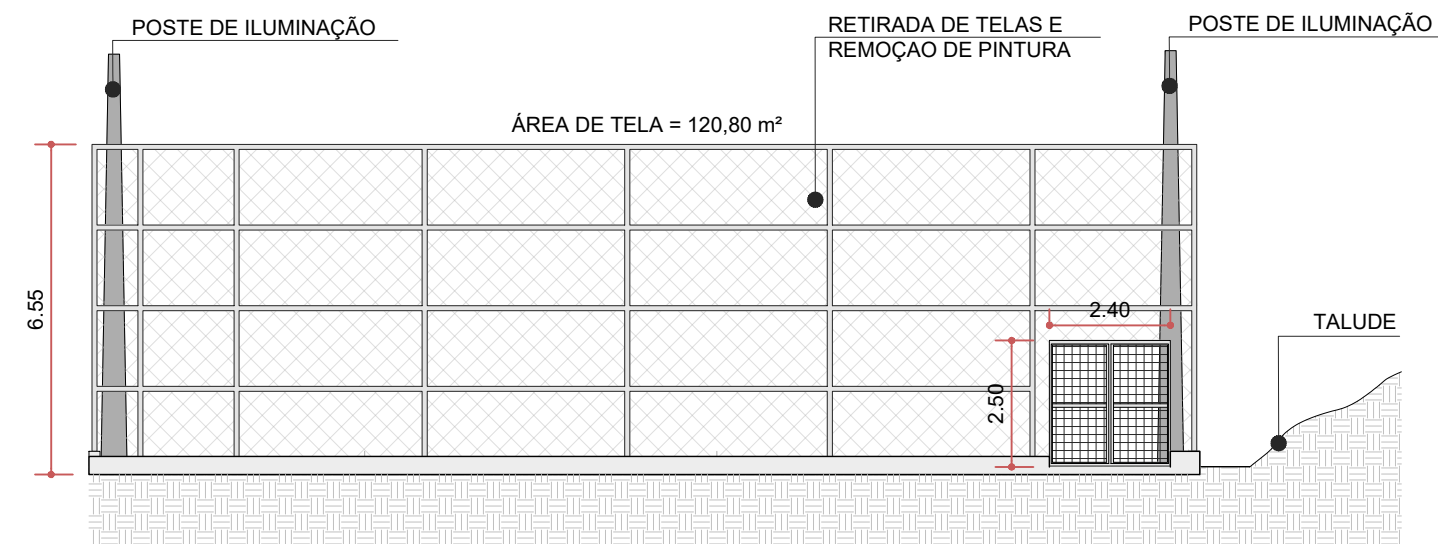 POSTE DE ILUMINAÇÃO
RETIRADA DE TELAS E
REMOÇAO DE PINTURA
POSTE DE ILUMINAÇÃO
ÁREA DE TELA = 120,80 m²
6.55
2.40
2.50
TALUDE